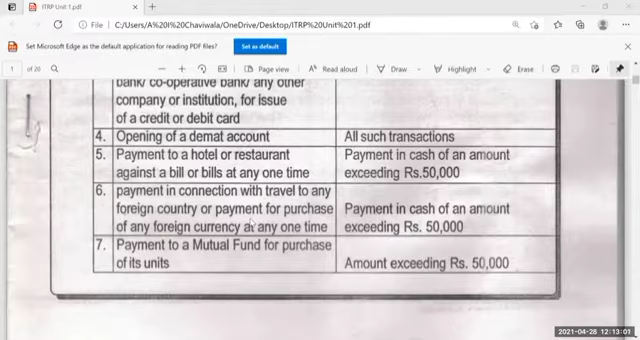 ITRP Unit 1.pdf
File | C:/Users/A%20I%20Chaviwala/OneDrive/Desktop/ITRP%20Unit%201.pdf
Set Microsoft Edge as the default application for reading PDF files? Set as default
1 of 20 Page view Read aloud Draw Highlight Erase
bank/ co-operative bank/ any other
company or institution, for issue
of a credit or debit card
4. Opening of a demat account All such transactions
5. Payment to a hotel or restaurant Payment in cash of an amount
against a bill or bills at any one time exceeding Rs.50,000
6. payment in connection with travel to any
foreign country or payment for purchase Payment in cash of an amount
of any foreign currency at any one time exceeding Rs. 50,000
7. Payment to a Mutual Fund for purchase
of its units Amount exceeding Rs. 50,000
2021-04-28 12:13:01